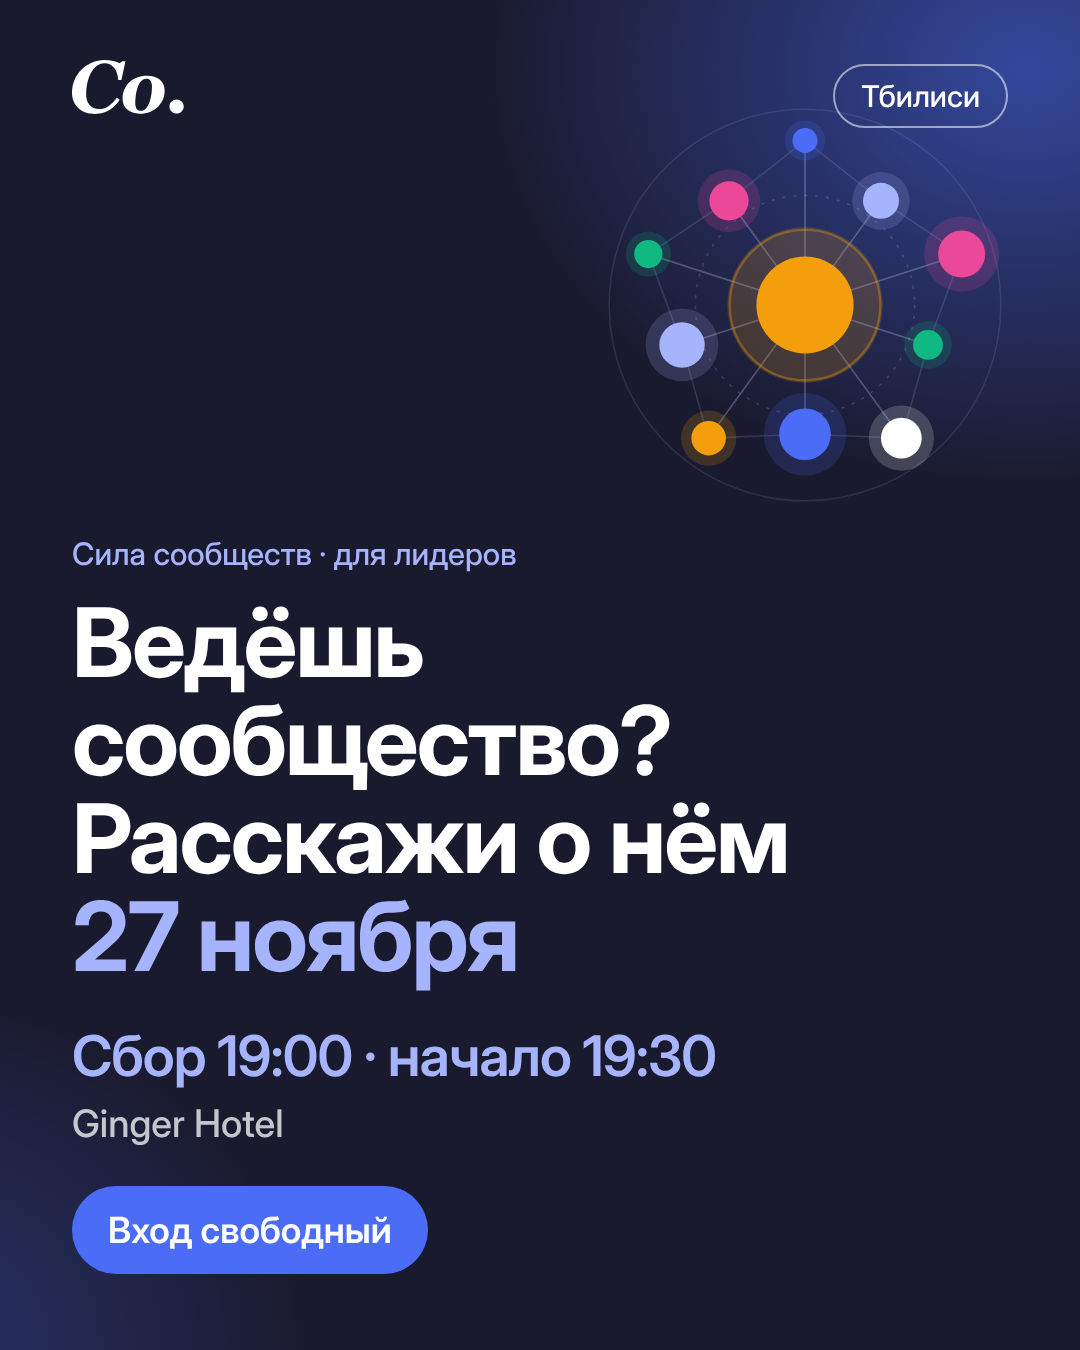 Co.
Тбилиси
Сила сообществ · для лидеров
Ведёшь
сообщество?
Расскажи о нём
27 ноября
Сбор 19:00 · начало 19:30
Ginger Hotel
Вход свободный